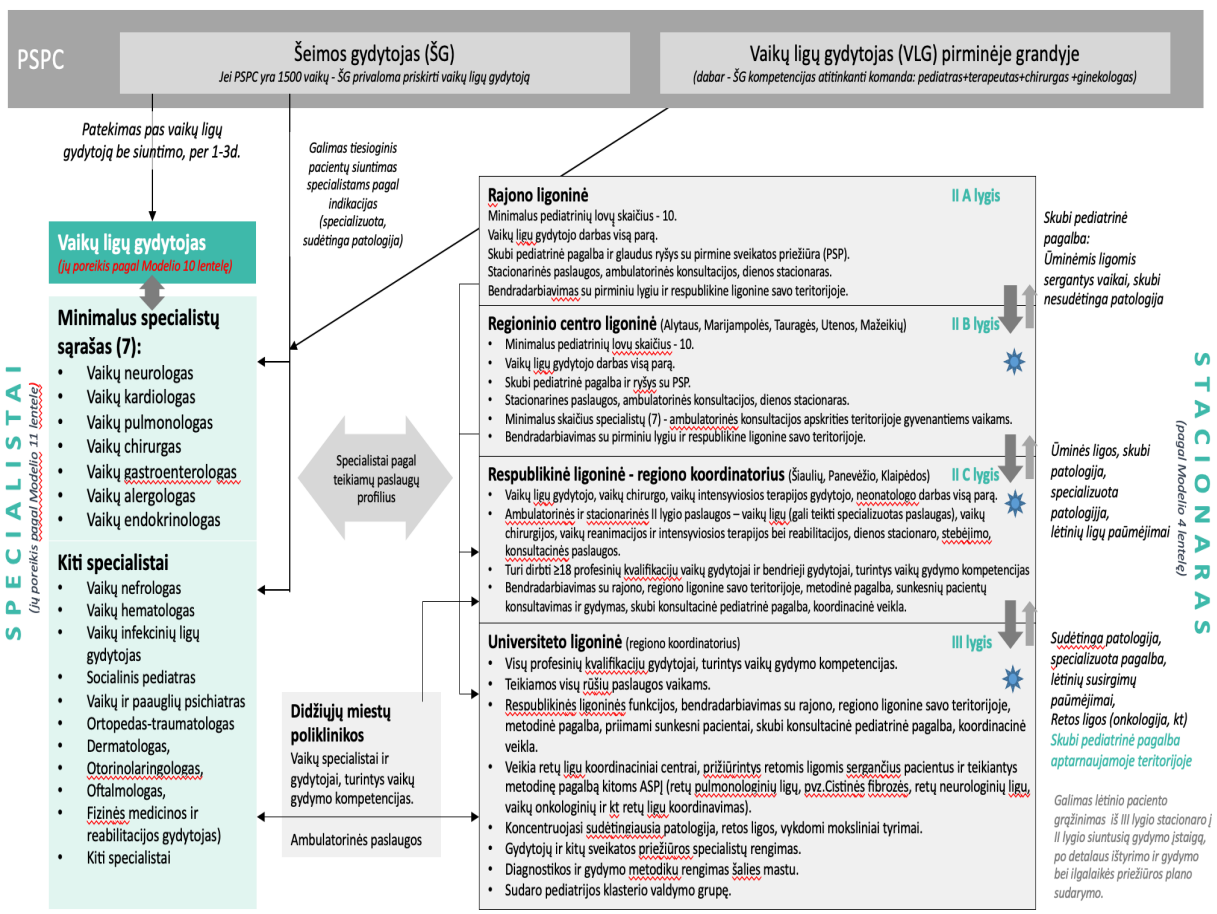 PSPC
Šeimos gydytojas (ŠG)
Jei PSPC yra 1500 vaikų - ŠG privaloma priskirti vaikų ligų gydytoją
Vaikų ligų gydytojas (VLG) pirminėje grandyje
(dabar - ŠG kompetencijas atitinkanti komanda: pediatras+terapeutas+chirurgas +ginekologas)
Patekimas pas vaikų ligų
gydytoją be siuntimo, per 1-3d.
Galimas tiesioginis
pacientų siuntimas
specialistams pagal
indikacijas
(specializuota,
sudėtinga patologija)
Vaikų ligų gydytojas
(jų poreikis pagal Modelio 10 lentelę)
Minimalus specialistų
sąrašas (7):
• Vaikų neurologas
• Vaikų kardiologas
• Vaikų pulmonologas
• Vaikų chirurgas
• Vaikų gastroenterologas
• Vaikų alergologas
• Vaikų endokrinologas
Kiti specialistai
• Vaikų nefrologas
• Vaikų hematologas
• Vaikų infekcinių ligų
gydytojas
• Socialinis pediatras
• Vaikų ir paauglių psichiatras
• Ortopedas-traumatologas
• Dermatologas,
• Otorinolaringologas,
• Oftalmologas,
• Fizinės medicinos ir
reabilitacijos gydytojas)
• Kiti specialistai
SPECIALISTAI
(jų poreikis pagal Modelio 11 lentelę)
Specialistai pagal
teikiamų paslaugų
profilius
Didžiųjų miestų
poliklinikos
Vaikų specialistai ir
gydytojai, turintys vaikų
gydymo kompetencijas.
Ambulatorinės paslaugos
Rajono ligoninė II A lygis
Minimalus pediatrinių lovų skaičius - 10.
Vaikų ligų gydytojo darbas visą parą.
Skubi pediatrinė pagalba ir glaudus ryšys su pirmine sveikatos priežiūra (PSP).
Stacionarinės paslaugos, ambulatorinės konsultacijos, dienos stacionaras.
Bendradarbiavimas su pirminiu lygiu ir respublikine ligonine savo teritorijoje.
Regioninio centro ligoninė (Alytaus, Marijampolės, Tauragės, Utenos, Mažeikių) II B lygis
• Minimalus pediatrinių lovų skaičius - 10.
• Vaikų ligų gydytojo darbas visą parą.
• Skubi pediatrinė pagalba ir ryšys su PSP.
• Stacionarines paslaugos, ambulatorinės konsultacijos, dienos stacionaras.
• Minimalus skaičius specialistų (7) - ambulatorinės konsultacijos apskrities teritorijoje gyvenantiems vaikams.
• Bendradarbiavimas su pirminiu lygiu ir respublikine ligonine savo teritorijoje.
Respublikinė ligoninė - regiono koordinatorius (Šiaulių, Panevėžio, Klaipėdos) II C lygis
• Vaikų ligų gydytojo, vaikų chirurgo, vaikų intensyviosios terapijos gydytojo, neonatologo darbas visą parą.
• Ambulatorinės ir stacionarinės II lygio paslaugos – vaikų ligų (gali teikti specializuotas paslaugas), vaikų
chirurgijos, vaikų reanimacijos ir intensyviosios terapijos bei reabilitacijos, dienos stacionaro, stebėjimo,
konsultacinės paslaugos.
• Turi dirbti ≥18 profesinių kvalifikacijų vaikų gydytojai ir bendrieji gydytojai, turintys vaikų gydymo kompetencijas
• Bendradarbiavimas su rajono, regiono ligonine savo teritorijoje, metodinė pagalba, sunkesnių pacientų
konsultavimas ir gydymas, skubi konsultacinė pediatrinė pagalba, koordinacinė veikla.
Universiteto ligoninė (regiono koordinatorius) III lygis
• Visų profesinių kvalifikacijų gydytojai, turintys vaikų gydymo kompetencijas.
• Teikiamos visų rūšių paslaugos vaikams.
• Respublikinės ligoninės funkcijos, bendradarbiavimas su rajono, regiono ligonine savo teritorijoje,
metodinė pagalba, priimami sunkesni pacientai, skubi konsultacinė pediatrinė pagalba, koordinacinė
veikla.
• Veikia retų ligų koordinaciniai centrai, prižiūrintys retomis ligomis sergančius pacientus ir teikiantys
metodinę pagalbą kitoms ASPĮ (retų pulmonologinių ligų, pvz.Cistinės fibrozės, retų neurologinių ligų,
vaikų onkologinių ir kt retų ligų koordinavimas).
• Koncentruojasi sudėtingiausia patologija, retos ligos, vykdomi moksliniai tyrimai.
• Gydytojų ir kitų sveikatos priežiūros specialistų rengimas.
• Diagnostikos ir gydymo metodikų rengimas šalies mastu.
• Sudaro pediatrijos klasterio valdymo grupę.
Skubi pediatrinė
pagalba:
Ūminėmis ligomis
sergantys vaikai, skubi
nesudėtinga patologija
Ūminės ligos, skubi
patologija,
specializuota
patologijja,
lėtinių ligų paūmėjimai
Sudėtinga patologija,
specializuota pagalba,
lėtinių susirgimų
paūmėjimai,
Retos ligos (onkologija, kt)
Skubi pediatrinė pagalba
aptarnaujamoje teritorijoje
Galimas lėtinio paciento
grąžinimas iš III lygio stacionaro į
II lygio siuntusią gydymo įstaigą,
po detalaus ištyrimo ir gydymo
bei ilgalaikės priežiūros plano
sudarymo.
STACIONARAS
(pagal Modelio 4 lentelę)